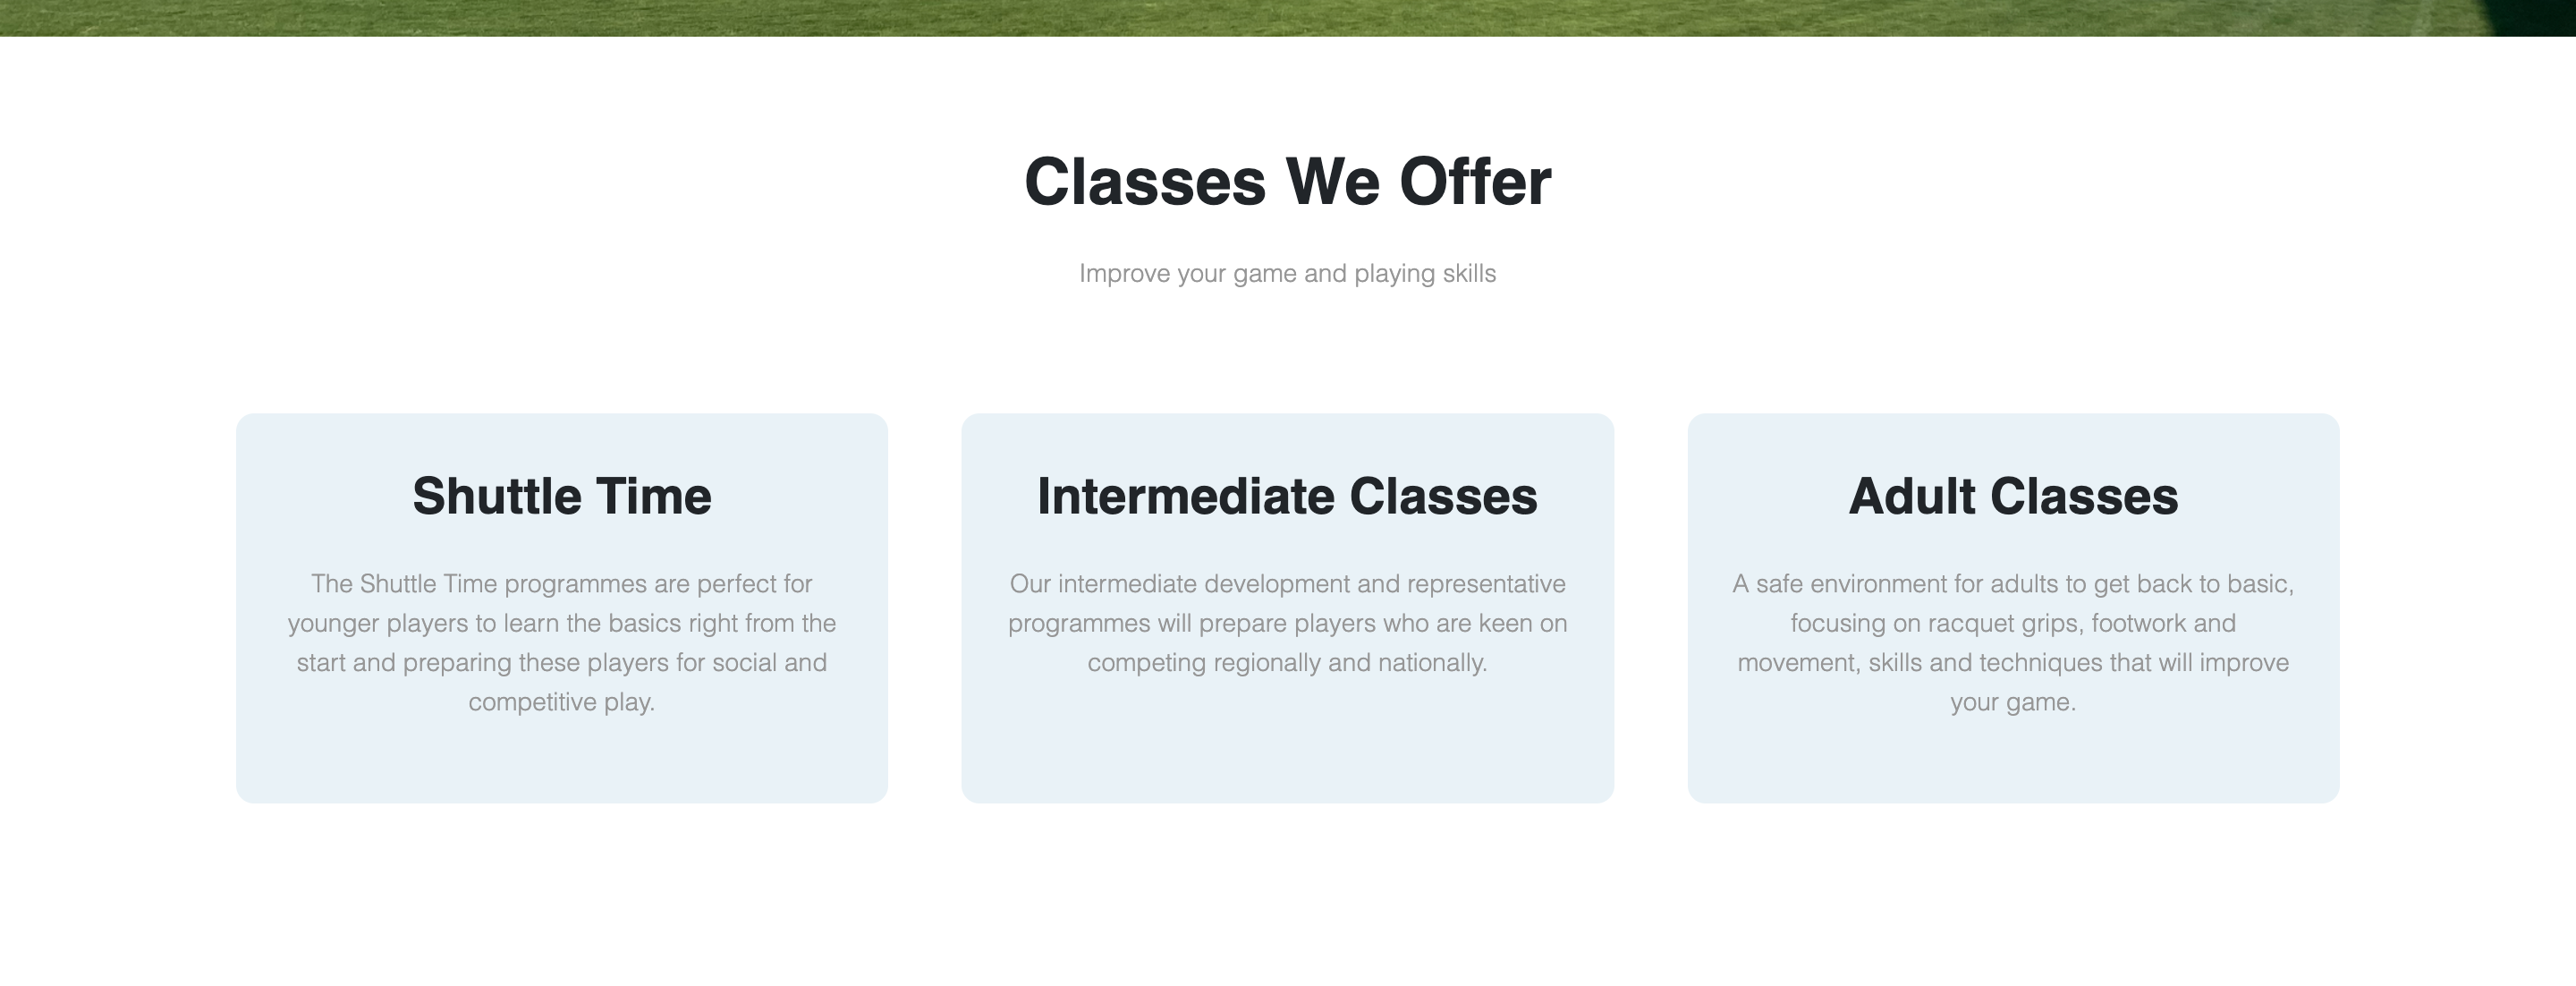 Classes We Offer
Improve your game and playing skills
Shuttle Time
The Shuttle Time programmes are perfect for
younger players to learn the basics right from the
start and preparing these players for social and
competitive play.
Intermediate Classes
Our intermediate development and representative
programmes will prepare players who are keen on
competing regionally and nationally.
Adult Classes
A safe environment for adults to get back to basic,
focusing on racquet grips, footwork and
movement, skills and techniques that will improve
your game.